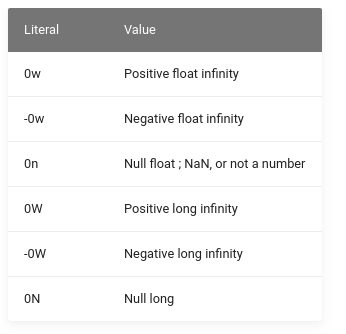 Literal Value
0w Positive float infinity
-0w Negative float infinity
0n Null float ; NaN, or not a number
0W Positive long infinity
-0W Negative long infinity
0N Null long